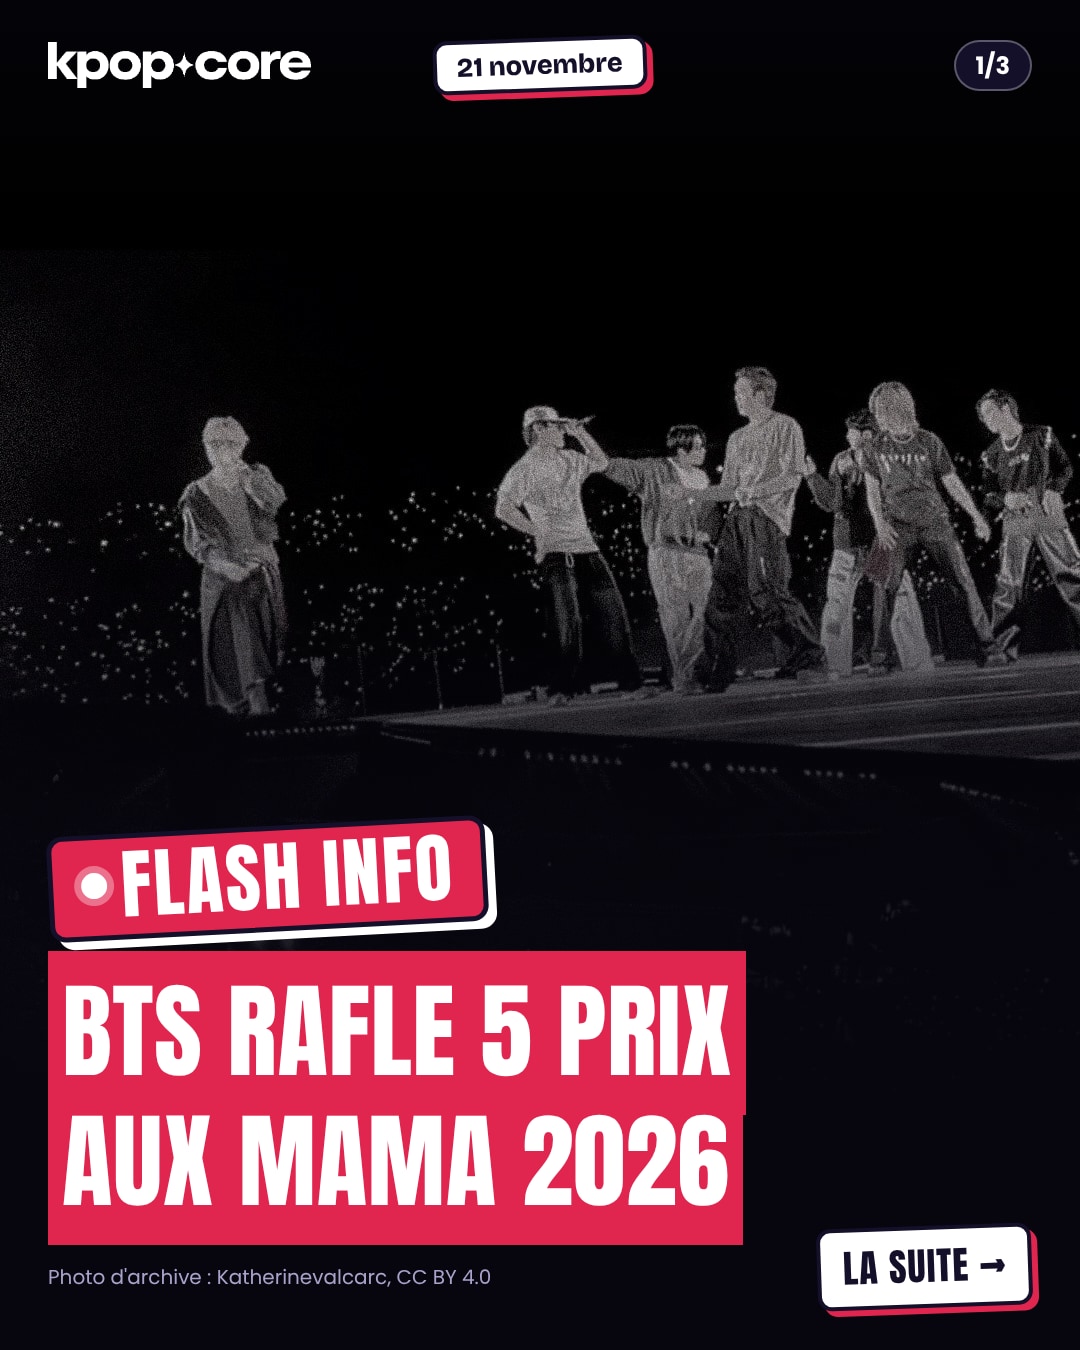 kpop✦core
21 novembre
1/3
FLASH INFO
BTS RAFLE 5 PRIX
AUX MAMA 2026
Photo d'archive : Katherinevalcarc, CC BY 4.0
LA SUITE →